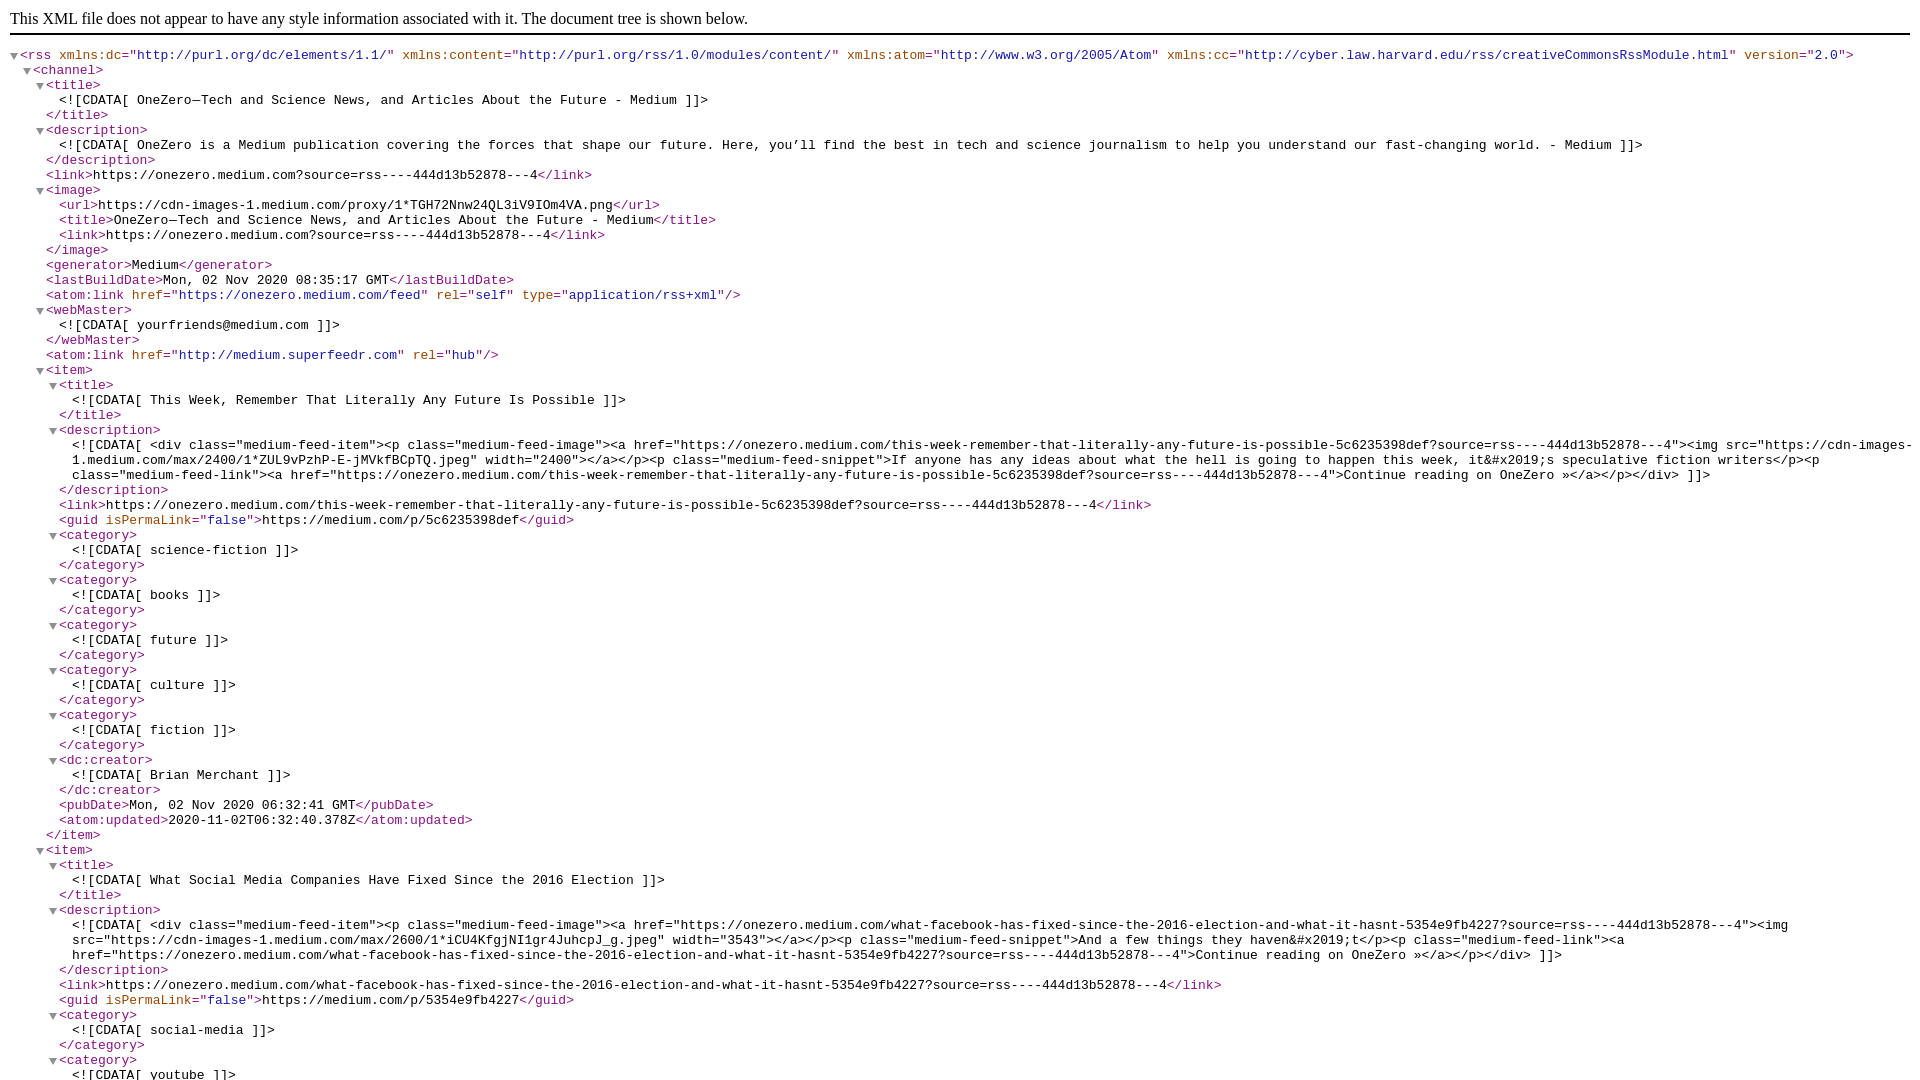 This XML file does not appear to have any style information associated with it. The document tree is shown below.
<rss xmlns:dc="http://purl.org/dc/elements/1.1/" xmlns:content="http://purl.org/rss/1.0/modules/content/" xmlns:atom="http://www.w3.org/2005/Atom" xmlns:cc="http://cyber.law.harvard.edu/rss/creativeCommonsRssModule.html" version="2.0">
<channel>
<title>
<![CDATA[ OneZero—Tech and Science News, and Articles About the Future - Medium ]]>
</title>
<description>
<![CDATA[ OneZero is a Medium publication covering the forces that shape our future. Here, you’ll find the best in tech and science journalism to help you understand our fast-changing world. - Medium ]]>
</description>
<link>https://onezero.medium.com?source=rss----444d13b52878---4</link>
<image>
<url>https://cdn-images-1.medium.com/proxy/1*TGH72Nnw24QL3iV9IOm4VA.png</url>
<title>OneZero—Tech and Science News, and Articles About the Future - Medium</title>
<link>https://onezero.medium.com?source=rss----444d13b52878---4</link>
</image>
<generator>Medium</generator>
<lastBuildDate>Mon, 02 Nov 2020 08:35:17 GMT</lastBuildDate>
<atom:link href="https://onezero.medium.com/feed" rel="self" type="application/rss+xml"/>
<webMaster>
<![CDATA[ yourfriends@medium.com ]]>
</webMaster>
<atom:link href="http://medium.superfeedr.com" rel="hub"/>
<item>
<title>
<![CDATA[ This Week, Remember That Literally Any Future Is Possible ]]>
</title>
<description>
<![CDATA[ <div class="medium-feed-item"><p class="medium-feed-image"><a href="https://onezero.medium.com/this-week-remember-that-literally-any-future-is-possible-5c6235398def?source=rss----444d13b52878---4"><img src="https://cdn-images-
1.medium.com/max/2400/1*ZUL9vPzhP-E-jMVkfBCpTQ.jpeg" width="2400"></a></p><p class="medium-feed-snippet">If anyone has any ideas about what the hell is going to happen this week, it&#x2019;s speculative fiction writers</p><p
class="medium-feed-link"><a href="https://onezero.medium.com/this-week-remember-that-literally-any-future-is-possible-5c6235398def?source=rss----444d13b52878---4">Continue reading on OneZero »</a></p></div> ]]>
</description>
<link>https://onezero.medium.com/this-week-remember-that-literally-any-future-is-possible-5c6235398def?source=rss----444d13b52878---4</link>
<guid isPermaLink="false">https://medium.com/p/5c6235398def</guid>
<category>
<![CDATA[ science-fiction ]]>
</category>
<category>
<![CDATA[ books ]]>
</category>
<category>
<![CDATA[ future ]]>
</category>
<category>
<![CDATA[ culture ]]>
</category>
<category>
<![CDATA[ fiction ]]>
</category>
<dc:creator>
<![CDATA[ Brian Merchant ]]>
</dc:creator>
<pubDate>Mon, 02 Nov 2020 06:32:41 GMT</pubDate>
<atom:updated>2020-11-02T06:32:40.378Z</atom:updated>
</item>
<item>
<title>
<![CDATA[ What Social Media Companies Have Fixed Since the 2016 Election ]]>
</title>
<description>
<![CDATA[ <div class="medium-feed-item"><p class="medium-feed-image"><a href="https://onezero.medium.com/what-facebook-has-fixed-since-the-2016-election-and-what-it-hasnt-5354e9fb4227?source=rss----444d13b52878---4"><img
src="https://cdn-images-1.medium.com/max/2600/1*iCU4KfgjNI1gr4JuhcpJ_g.jpeg" width="3543"></a></p><p class="medium-feed-snippet">And a few things they haven&#x2019;t</p><p class="medium-feed-link"><a
href="https://onezero.medium.com/what-facebook-has-fixed-since-the-2016-election-and-what-it-hasnt-5354e9fb4227?source=rss----444d13b52878---4">Continue reading on OneZero »</a></p></div> ]]>
</description>
<link>https://onezero.medium.com/what-facebook-has-fixed-since-the-2016-election-and-what-it-hasnt-5354e9fb4227?source=rss----444d13b52878---4</link>
<guid isPermaLink="false">https://medium.com/p/5354e9fb4227</guid>
<category>
<![CDATA[ social-media ]]>
</category>
<category>
<![CDATA[ youtube ]]>